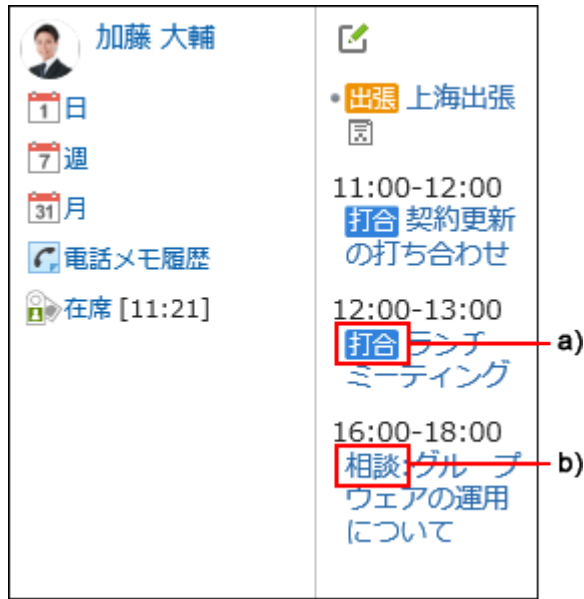 加藤 大輔
1 日
7 週
31 月
電話メモ履歴
在席 [11:21]
・出張 上海出張
11:00-12:00
打合 契約更新
の打ち合わせ
12:00-13:00
打合 ランチ
ミーティング
a)
16:00-18:00
相談:グループ
ウェアの運用
について
b)